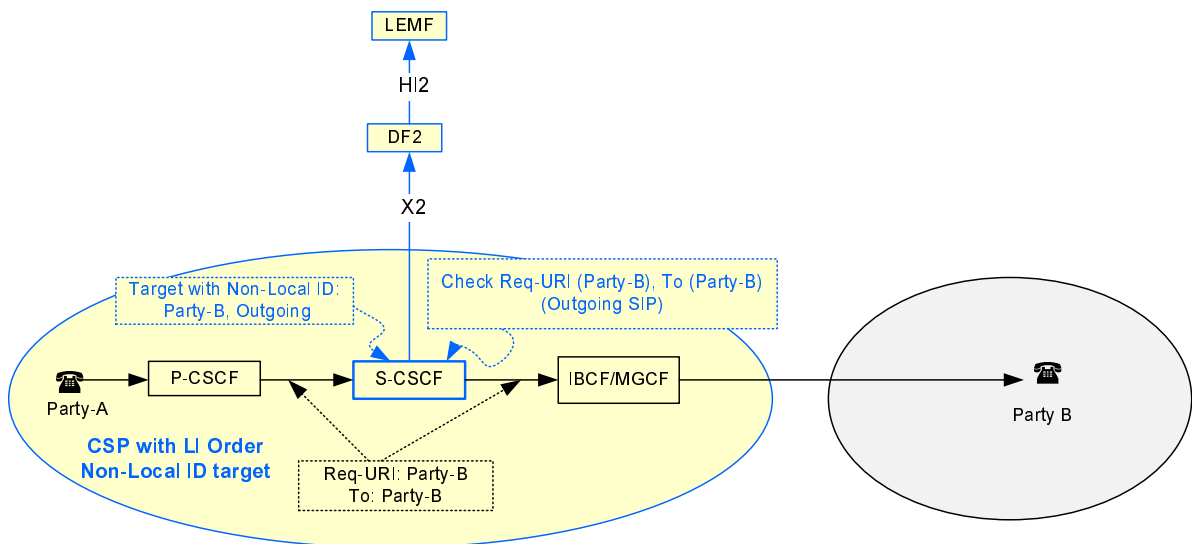 LEMF
HI2
DF2
X2
Target with Non-Local ID:
Party-B, Outgoing
Check Req-URI (Party-B), To (Party-B)
(Outgoing SIP)
P-CSCF
S-CSCF
IBCF/MGCF
Party-A
Party B
CSP with LI Order
Non-Local ID target
Req-URI: Party-B
To: Party-B